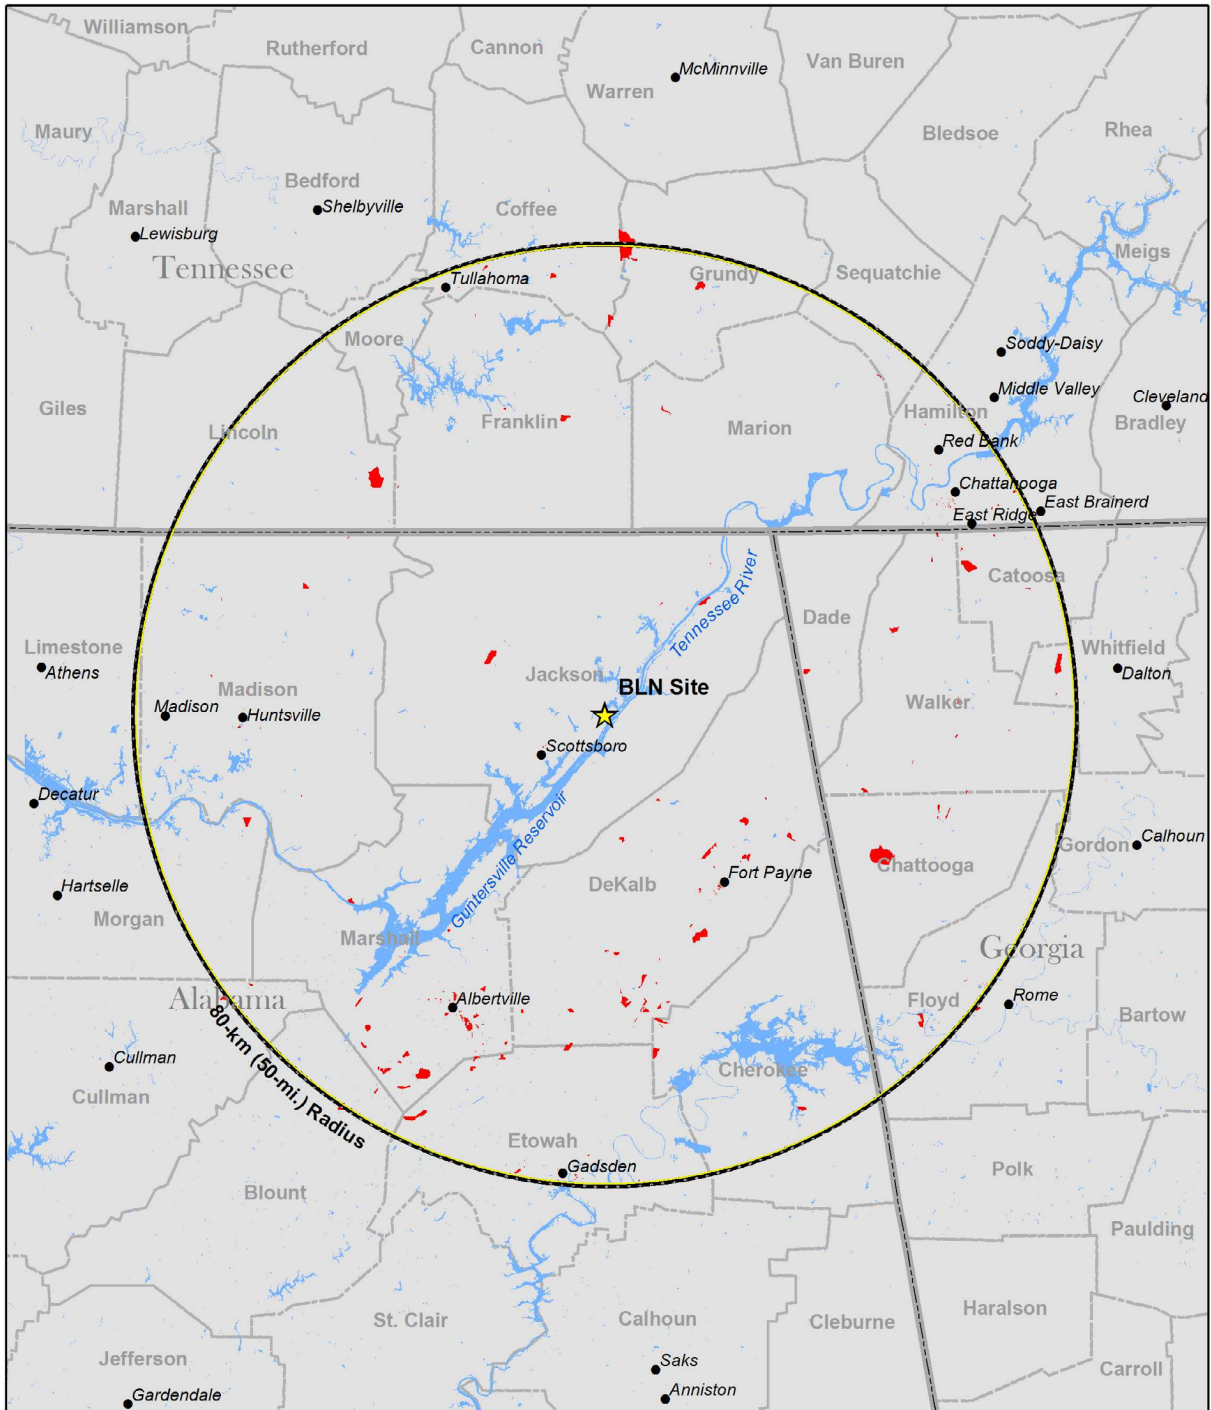 Williamson
Rutherford
Cannon
McMinnville
Van Buren
Warren
Maury
Bledsoe
Rhea
Bedford
Marshall
Shelbyville
Coffee
Lewisburg
Meigs
Tennessee
Tullahoma
Grundy
Sequatchie
Moore
Soddy-Daisy
Middle Valley
Cleveland
Giles
Hamilton
Lincoln
Franklin
Marion
Bradley
Red Bank
Chattanooga
East Brainerd
East Ridge
Catoosa
Tennessee River
Dade
Limestone
Whitfield
Athens
Jackson
Dalton
Madison
BLN Site
Walker
Madison
Huntsville
Scottsboro
Decatur
Guntersville Reservoir
Calhoun
Gordon
Chattooga
Fort Payne
DeKalb
Hartselle
Morgan
Marshall
Georgia
Alabama
Albertville
Floyd
Rome
Bartow
80-km (50-mi.) Radius
Cullman
Cherokee
Cullman
Etowah
Gadsden
Polk
Blount
Paulding
Haralson
St. Clair
Calhoun
Cleburne
Jefferson
Saks
Carroll
Gardendale
Anniston